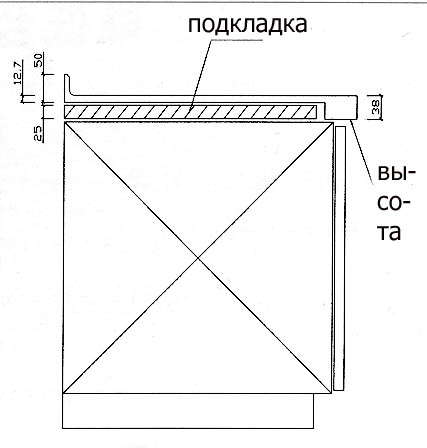 подкладка
50
12.7
25
38
вы-
со-
та